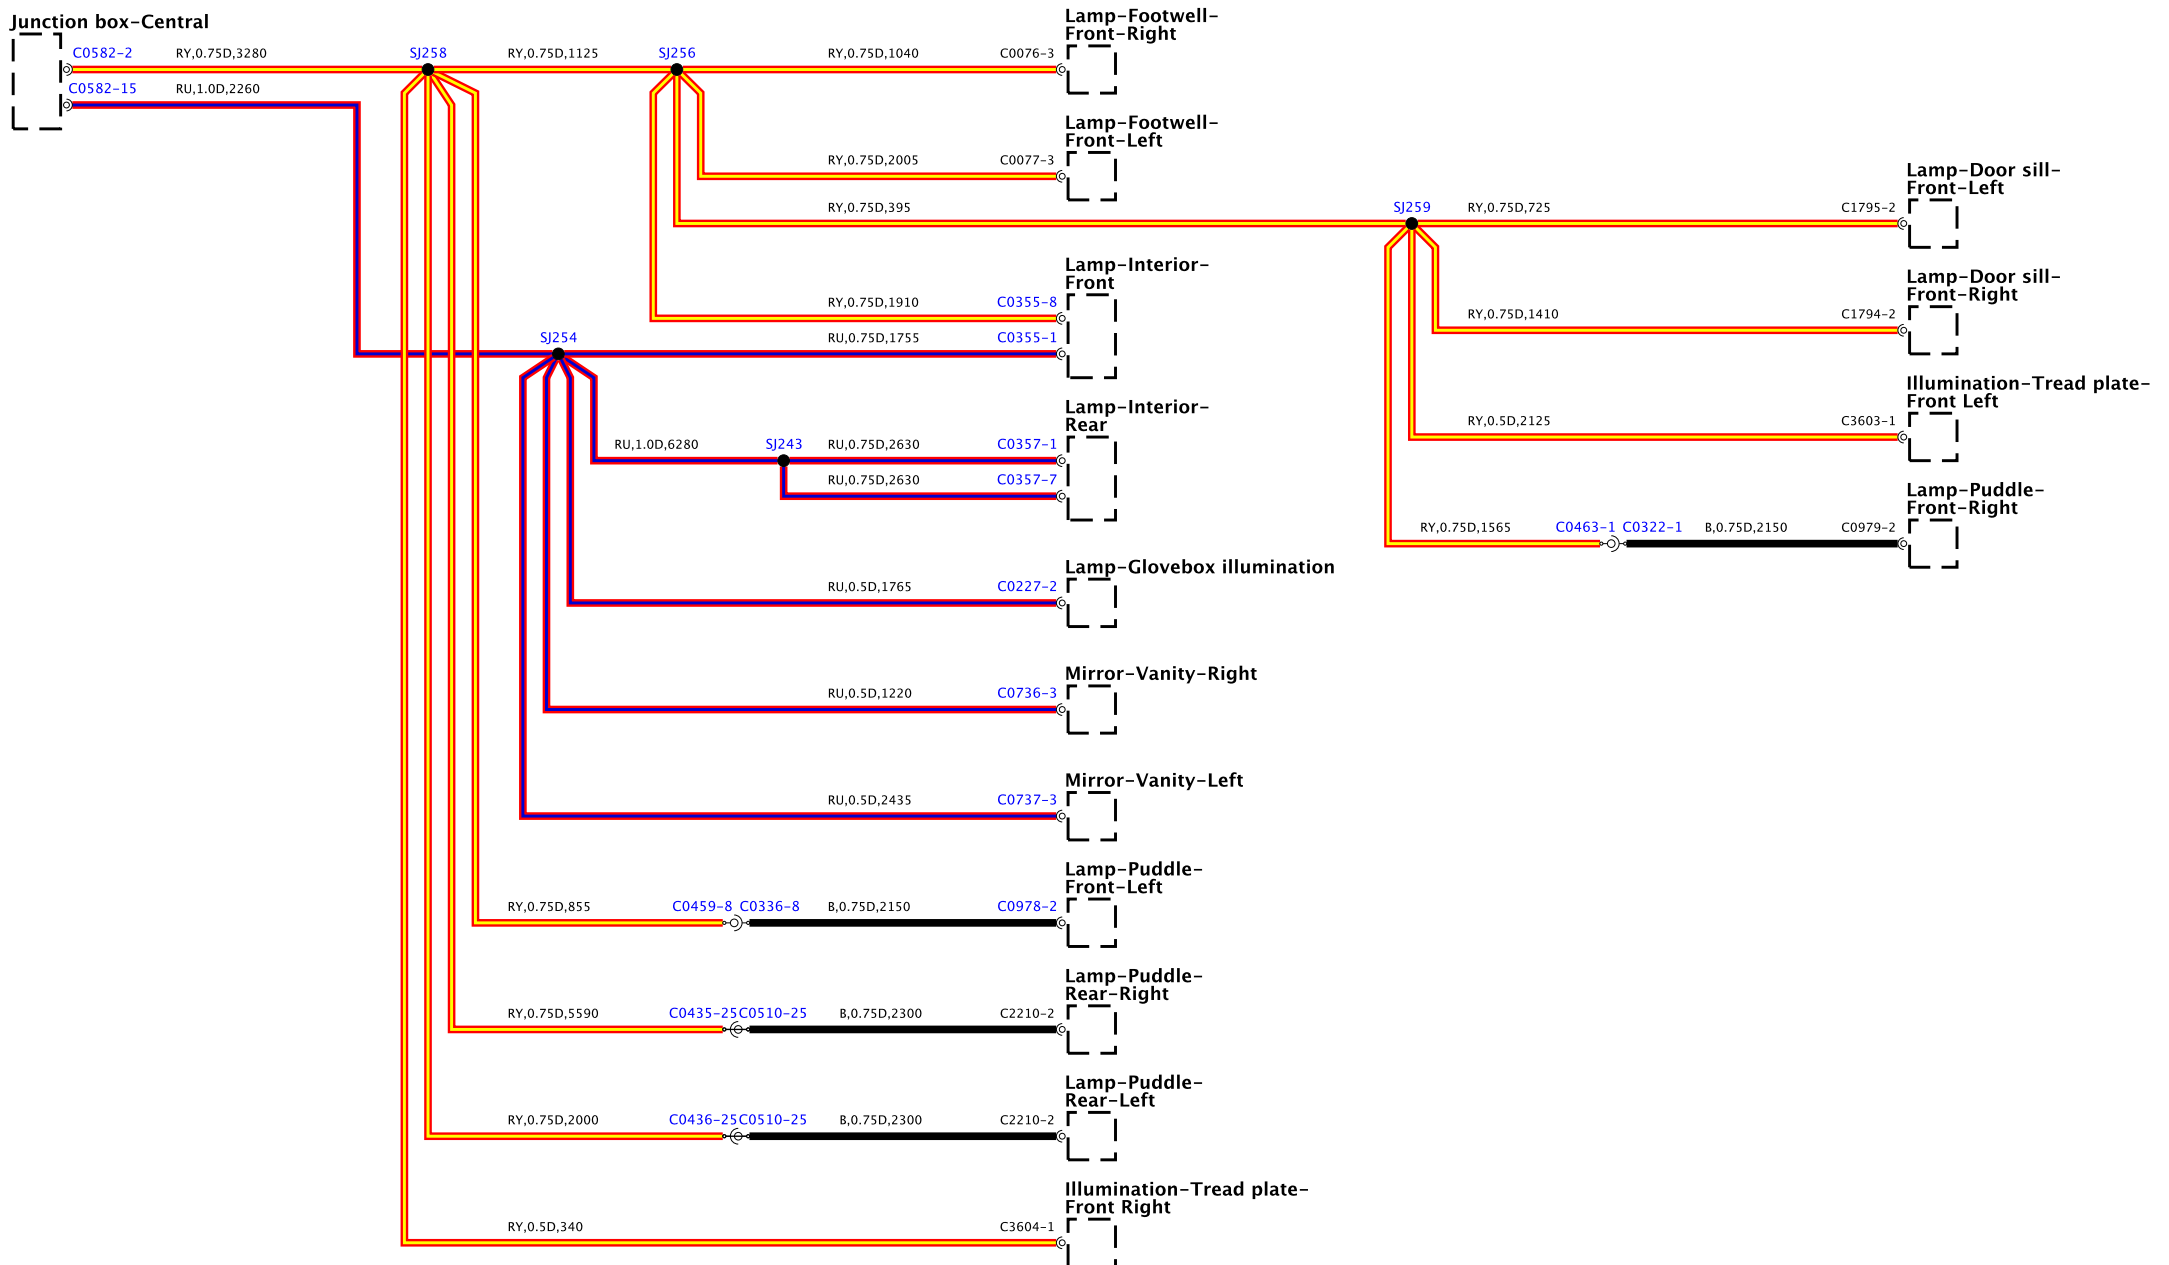 Junction box-Central
C0582-2
RY,0.75D,3280
SJ258
RY,0.75D,1125
SJ256
RY,0.75D,1040
C0076-3
Lamp-Footwell-
Front-Right
C0582-15
RU,1.0D,2260
Lamp-Footwell-
Front-Left
RY,0.75D,2005
C0077-3
RY,0.75D,395
SJ259
RY,0.75D,725
C1795-2
Lamp-Door sill-
Front-Left
Lamp-Interior-
Front
RY,0.75D,1910
C0355-8
RY,0.75D,1410
C1794-2
Lamp-Door sill-
Front-Right
SJ254
RU,0.75D,1755
C0355-1
Lamp-Interior-
Rear
RY,0.5D,2125
C3603-1
Illumination-Tread plate-
Front Left
RU,1.0D,6280
SJ243
RU,0.75D,2630
C0357-1
RU,0.75D,2630
C0357-7
RY,0.75D,1565
C0463-1
C0322-1
B,0.75D,2150
C0979-2
Lamp-Puddle-
Front-Right
Lamp-Glovebox illumination
RU,0.5D,1765
C0227-2
Mirror-Vanity-Right
RU,0.5D,1220
C0736-3
Mirror-Vanity-Left
RU,0.5D,2435
C0737-3
Lamp-Puddle-
Front-Left
RY,0.75D,855
C0459-8
C0336-8
B,0.75D,2150
C0978-2
Lamp-Puddle-
Rear-Right
RY,0.75D,5590
C0435-25
C0510-25
B,0.75D,2300
C2210-2
Lamp-Puddle-
Rear-Left
RY,0.75D,2000
C0436-25
C0510-25
B,0.75D,2300
C2210-2
Illumination-Tread plate-
Front Right
RY,0.5D,340
C3604-1